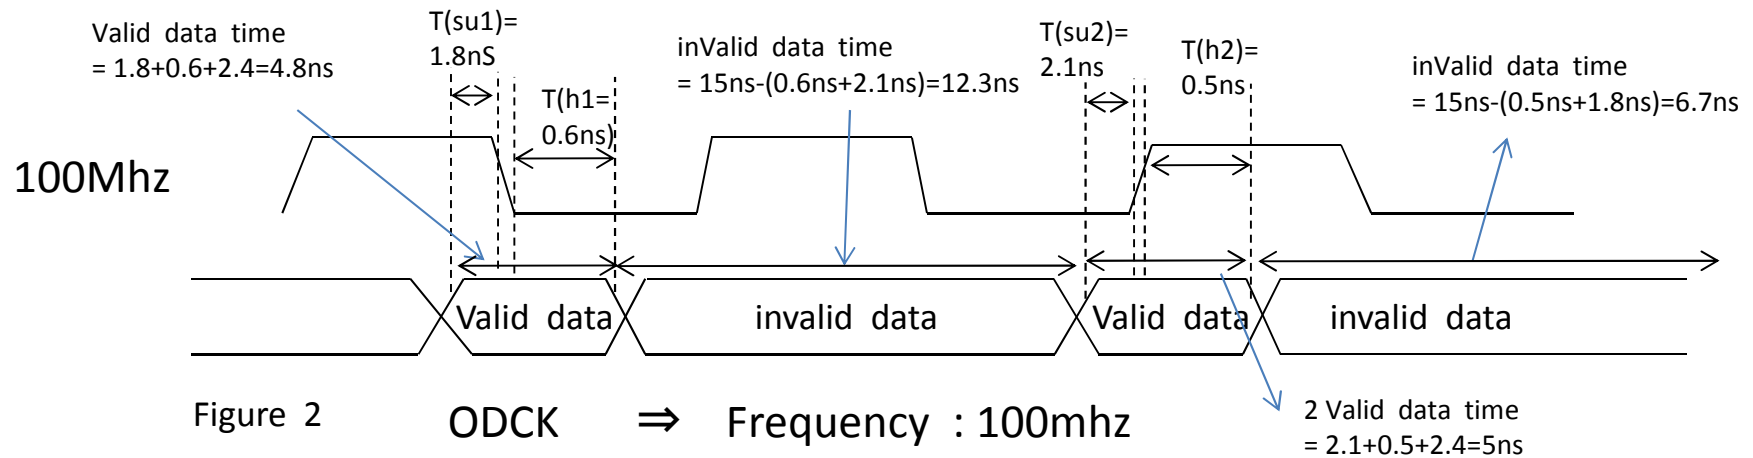 Valid data time
= 1.8+0.6+2.4=4.8ns
T(su1)=
1.8nS
T(h1=
0.6ns)
inValid data time
= 15ns-(0.6ns+2.1ns)=12.3ns
T(su2)=
2.1ns
T(h2)=
0.5ns
inValid data time
= 15ns-(0.5ns+1.8ns)=6.7ns
100Mhz
Valid data
invalid data
Valid data
invalid data
Figure 2
ODCK ⇒ Frequency : 100mhz
2 Valid data time
= 2.1+0.5+2.4=5ns